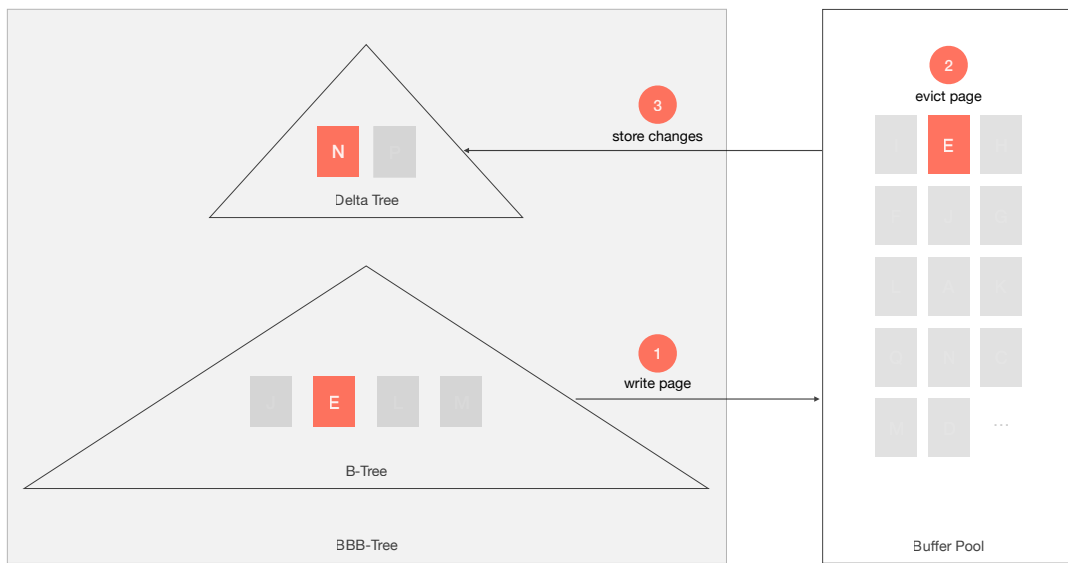 2
evict page
3
store changes
E
N P
Delta Tree
J G
L A K
1
write page
N C
E L M
D ...
B-Tree
BBB-Tree
Buffer Pool